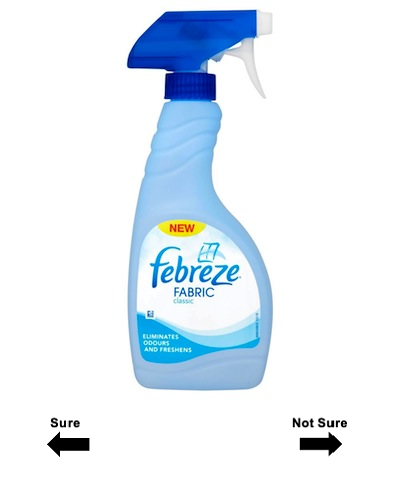 NEW
febreze
FABRIC
classic
ELIMINATES
ODOURS
AND FRESHENS
Sure
Not Sure